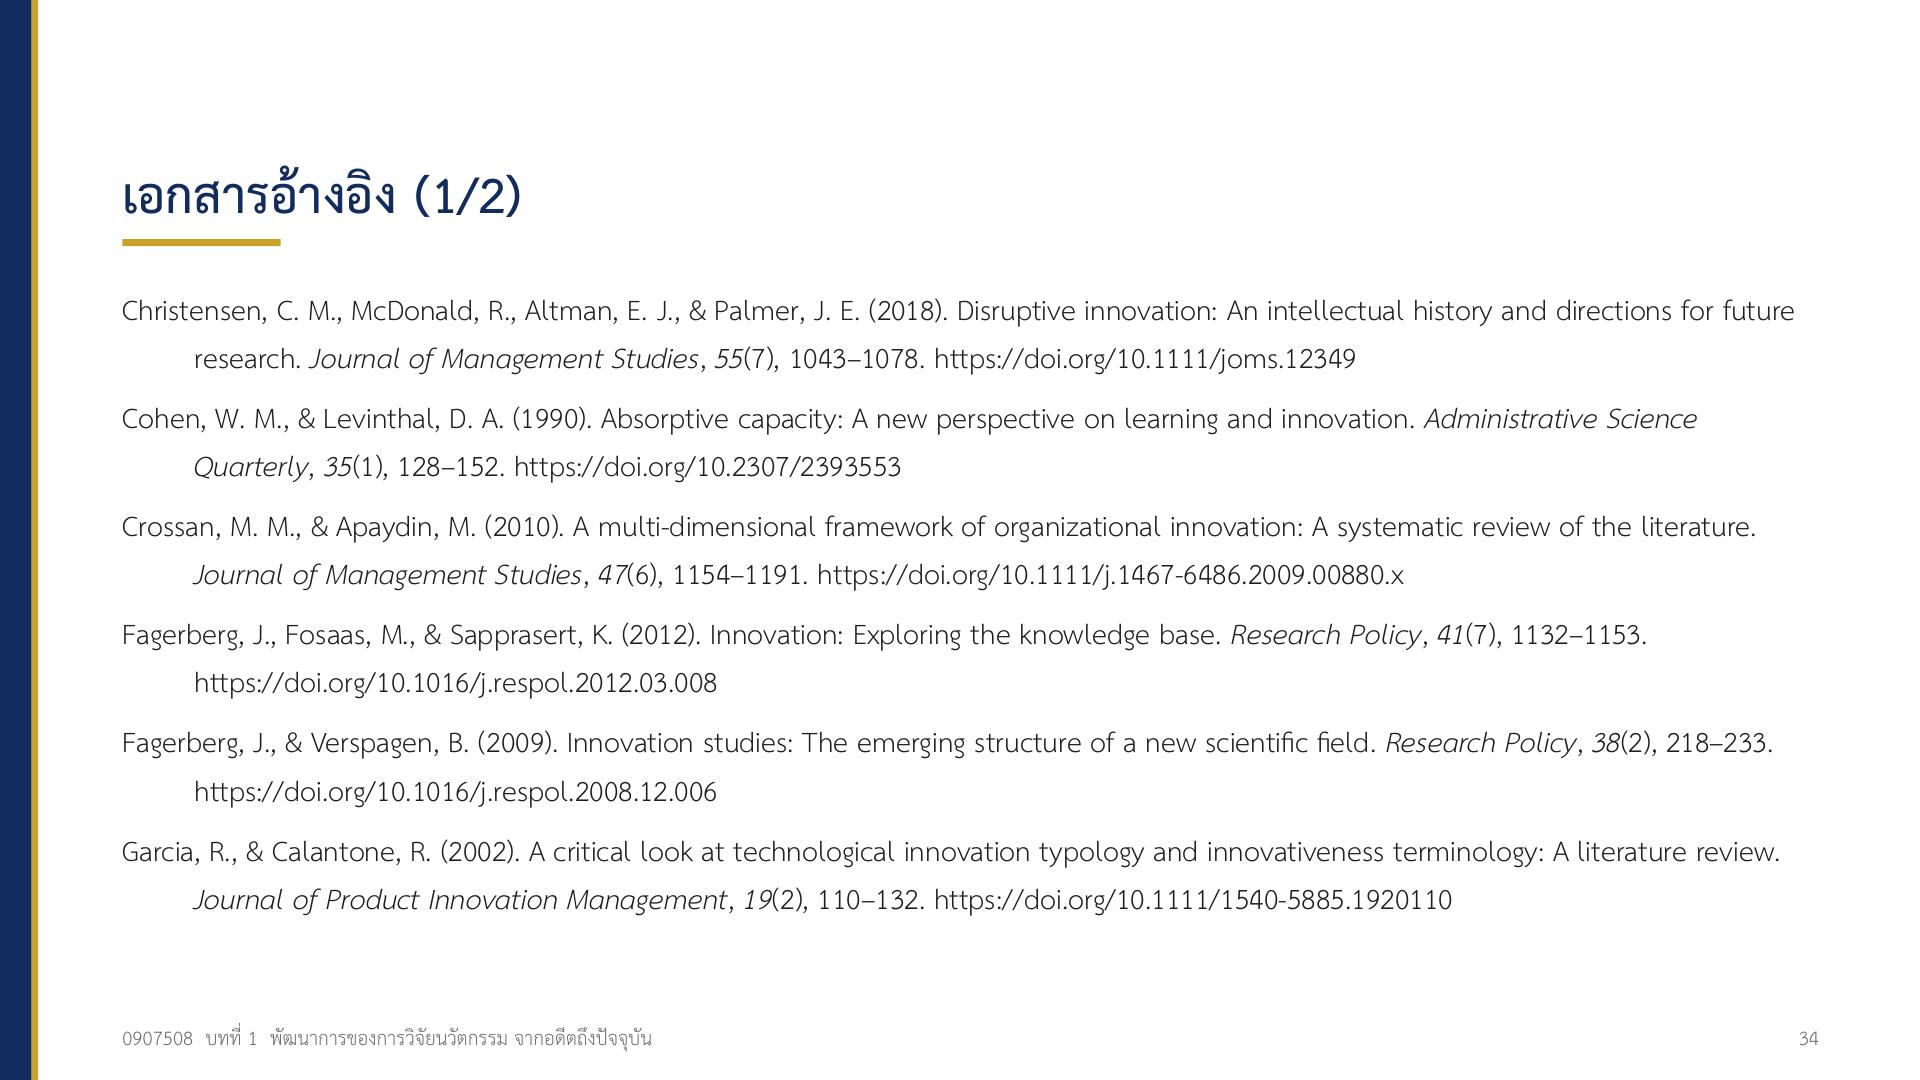 เอกสารอ้างอิง (1/2)
Christensen, C. M., McDonald, R., Altman, E. J., & Palmer, J. E. (2018). Disruptive innovation: An intellectual history and directions for future
research. Journal of Management Studies, 55(7), 1043–1078. https://doi.org/10.1111/joms.12349
Cohen, W. M., & Levinthal, D. A. (1990). Absorptive capacity: A new perspective on learning and innovation. Administrative Science
Quarterly, 35(1), 128–152. https://doi.org/10.2307/2393553
Crossan, M. M., & Apaydin, M. (2010). A multi-dimensional framework of organizational innovation: A systematic review of the literature.
Journal of Management Studies, 47(6), 1154–1191. https://doi.org/10.1111/j.1467-6486.2009.00880.x
Fagerberg, J., Fosaas, M., & Sapprasert, K. (2012). Innovation: Exploring the knowledge base. Research Policy, 41(7), 1132–1153.
https://doi.org/10.1016/j.respol.2012.03.008
Fagerberg, J., & Verspagen, B. (2009). Innovation studies: The emerging structure of a new scientific field. Research Policy, 38(2), 218–233.
https://doi.org/10.1016/j.respol.2008.12.006
Garcia, R., & Calantone, R. (2002). A critical look at technological innovation typology and innovativeness terminology: A literature review.
Journal of Product Innovation Management, 19(2), 110–132. https://doi.org/10.1111/1540-5885.1920110
0907508 บทที่ 1 พัฒนาการของการวิจัยนวัตกรรม จากอดีตถึงปัจจุบัน
34